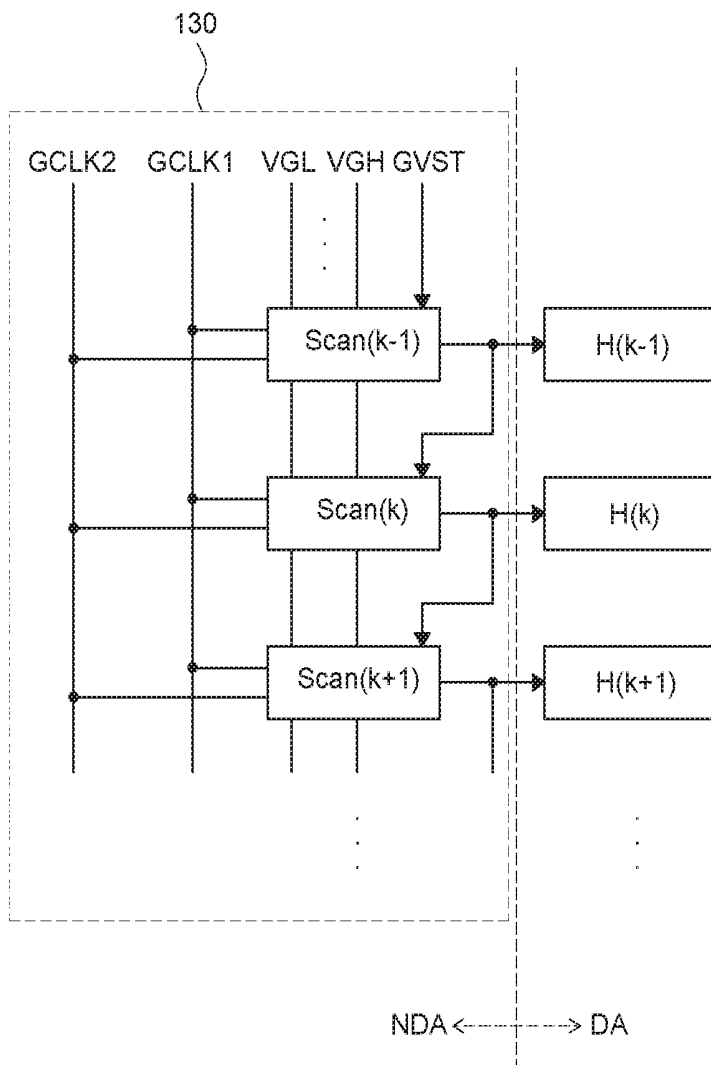 130
GCLK2 GCLK1 VGL VGH GVST
Scan(k-1) H(k-1)
Scan(k) H(k)
Scan(k+1) H(k+1)
NDA DA